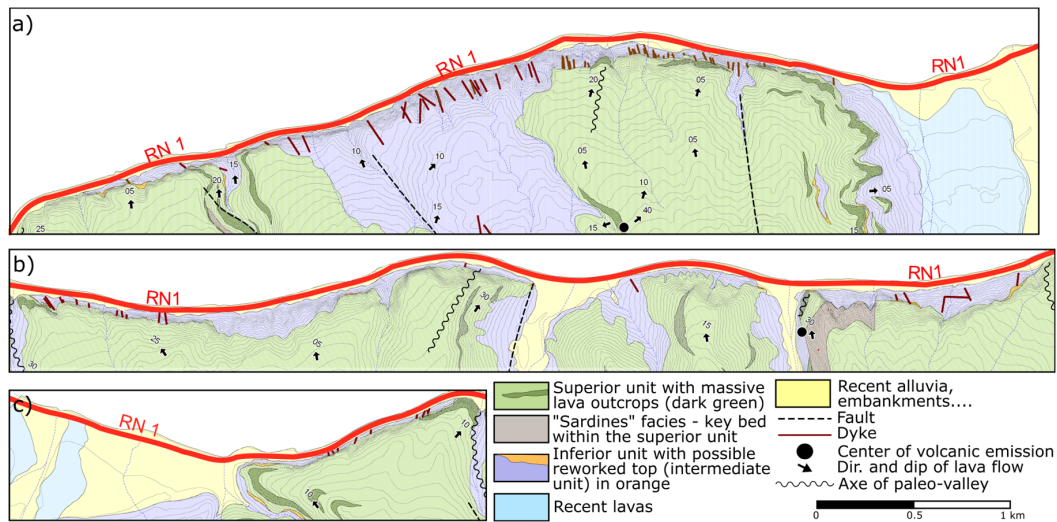 a)
RN 1
RN 1
RN 1
RN1
05
20
15
10
10
15
20
05
05
05
10
40
15
05
25
15
b)
RN1
RN1
30
25
05
30
15
30
c)
RN 1
10
10
Superior unit with massive
lava outcrops (dark green)
"Sardines" facies - key bed
within the superior unit
Inferior unit with possible
reworked top (intermediate
unit) in orange
Recent lavas
Recent alluvia,
embankments....
Fault
Dyke
Center of volcanic emission
Dir. and dip of lava flow
Axe of paleo-valley
0
0.5
1 km